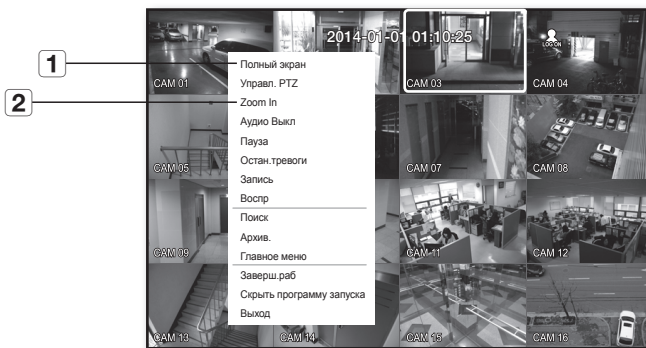 2014-01-01 01:10:25
LOG ON
1
2
CAM 01
CAM 03
CAM 04
Полный экран
Управл. PTZ
Zoom In
Аудио Выкл
Пауза
Остан.тревоги
Запись
Воспр
Поиск
Архив.
Главное меню
Заверш.раб
Скрыть программу запуска
Выход
CAM 05
CAM 07
CAM 08
CAM 09
CAM 11
CAM 12
CAM 13
CAM 14
CAM 15
CAM 16